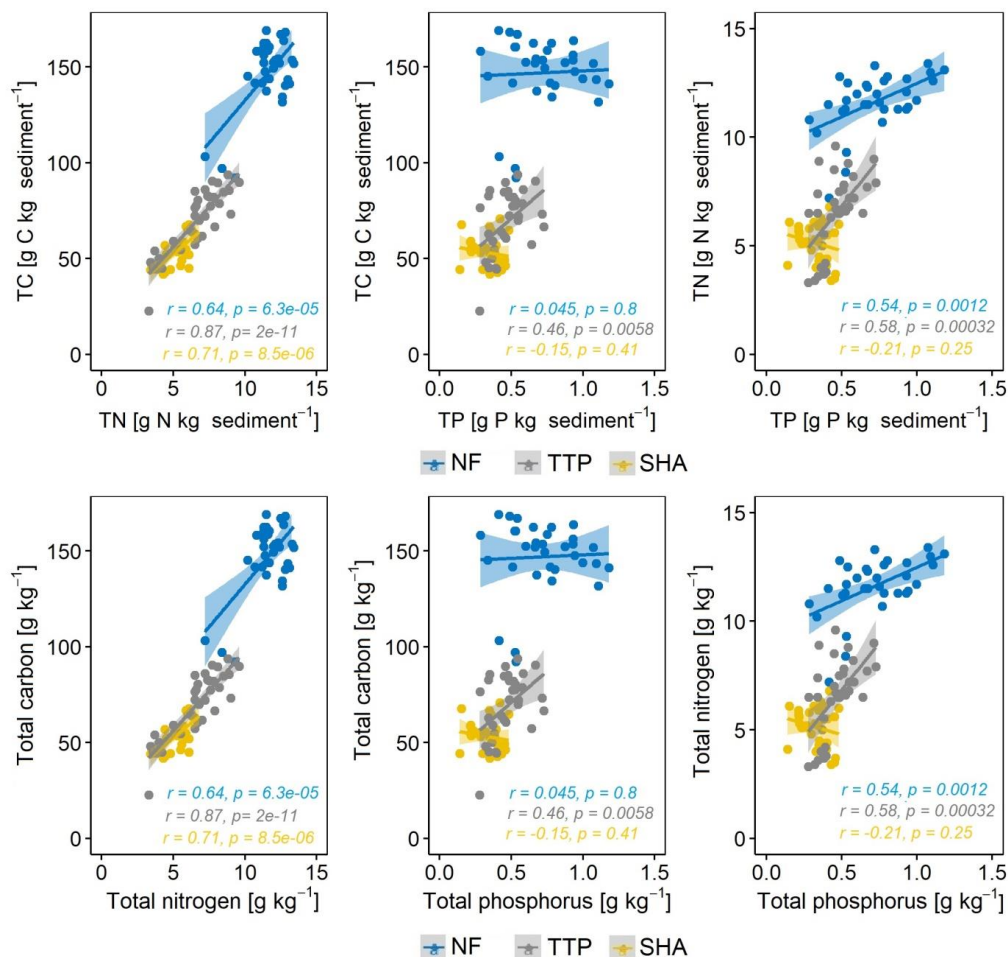 TC [g C kg sediment⁻¹]
150
100
50
0
r = 0.64, p = 6.3e-05
r = 0.87, p= 2e-11
r = 0.71, p = 8.5e-06
0 5 10 15
TN [g N kg sediment⁻¹]
TC [g C kg sediment⁻¹]
150
100
50
0
r = 0.045, p = 0.8
r = 0.46, p = 0.0058
r = -0.15, p = 0.41
0.0 0.5 1.0 1.5
TP [g P kg sediment⁻¹]
TN [g N kg sediment⁻¹]
15
10
5
0
r = 0.54, p = 0.0012
r = 0.58, p = 0.00032
r = -0.21, p = 0.25
0.0 0.5 1.0 1.5
TP [g P kg sediment⁻¹]
NF TTP SHA
Total carbon [g kg⁻¹]
150
100
50
0
r = 0.64, p = 6.3e-05
r = 0.87, p= 2e-11
r = 0.71, p = 8.5e-06
0 5 10 15
Total nitrogen [g kg⁻¹]
Total carbon [g kg⁻¹]
150
100
50
0
r = 0.045, p = 0.8
r = 0.46, p = 0.0058
r = -0.15, p = 0.41
0.0 0.5 1.0 1.5
Total phosphorus [g kg⁻¹]
Total nitrogen [g kg⁻¹]
15
10
5
0
r = 0.54, p = 0.0012
r = 0.58, p = 0.00032
r = -0.21, p = 0.25
0.0 0.5 1.0 1.5
Total phosphorus [g kg⁻¹]
NF TTP SHA